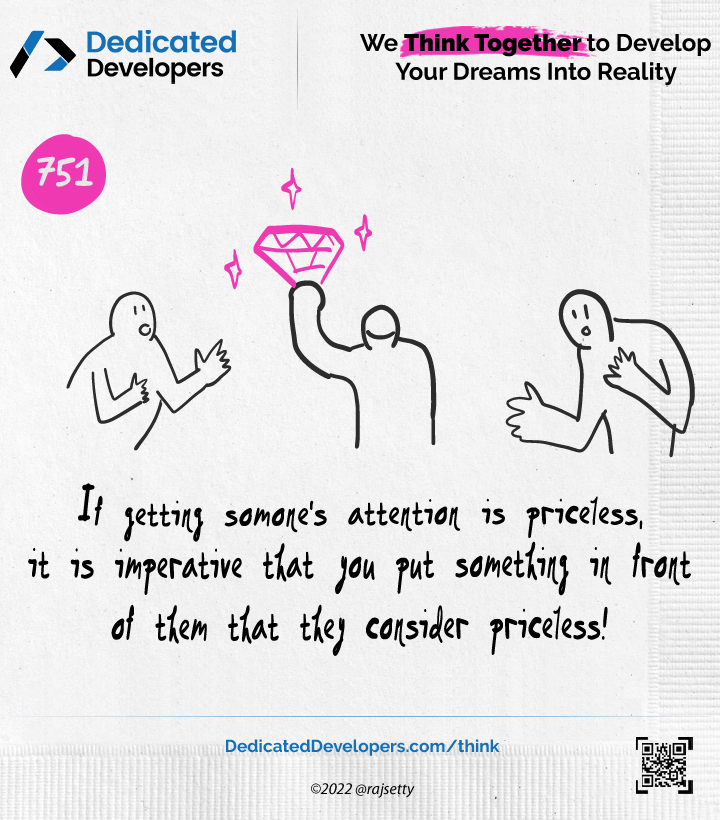 Dedicated
Developers
We Think Together to Develop
Your Dreams Into Reality
751
If getting somone's attention is priceless,
it is imperative that you put something in front
of them that they consider priceless!
DedicatedDevelopers.com/think
©2022 @rajsetty